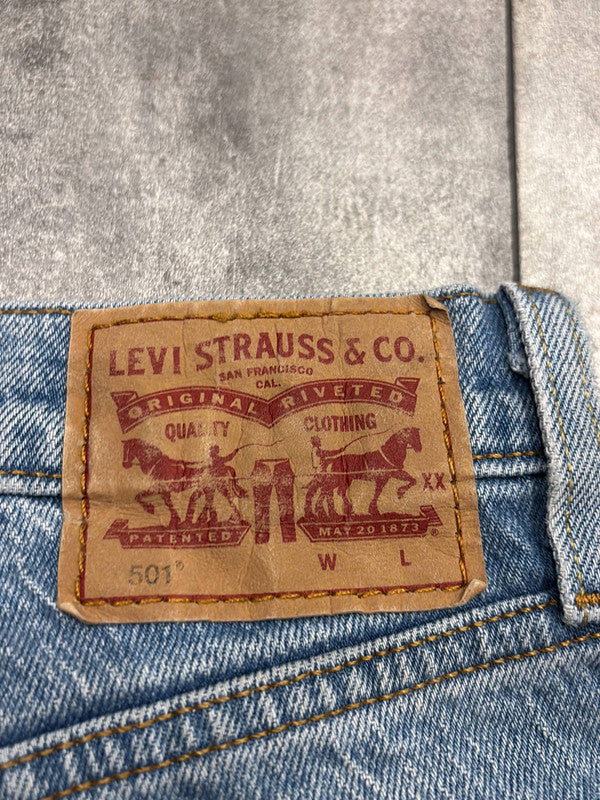 LEVI STRAUSS & CO.
SAN FRANCISCO
CAL.
ORIGINAL RIVETED
QUALITY CLOTHING
XX
PATENTED MAY 20 1873 ®
501® W L